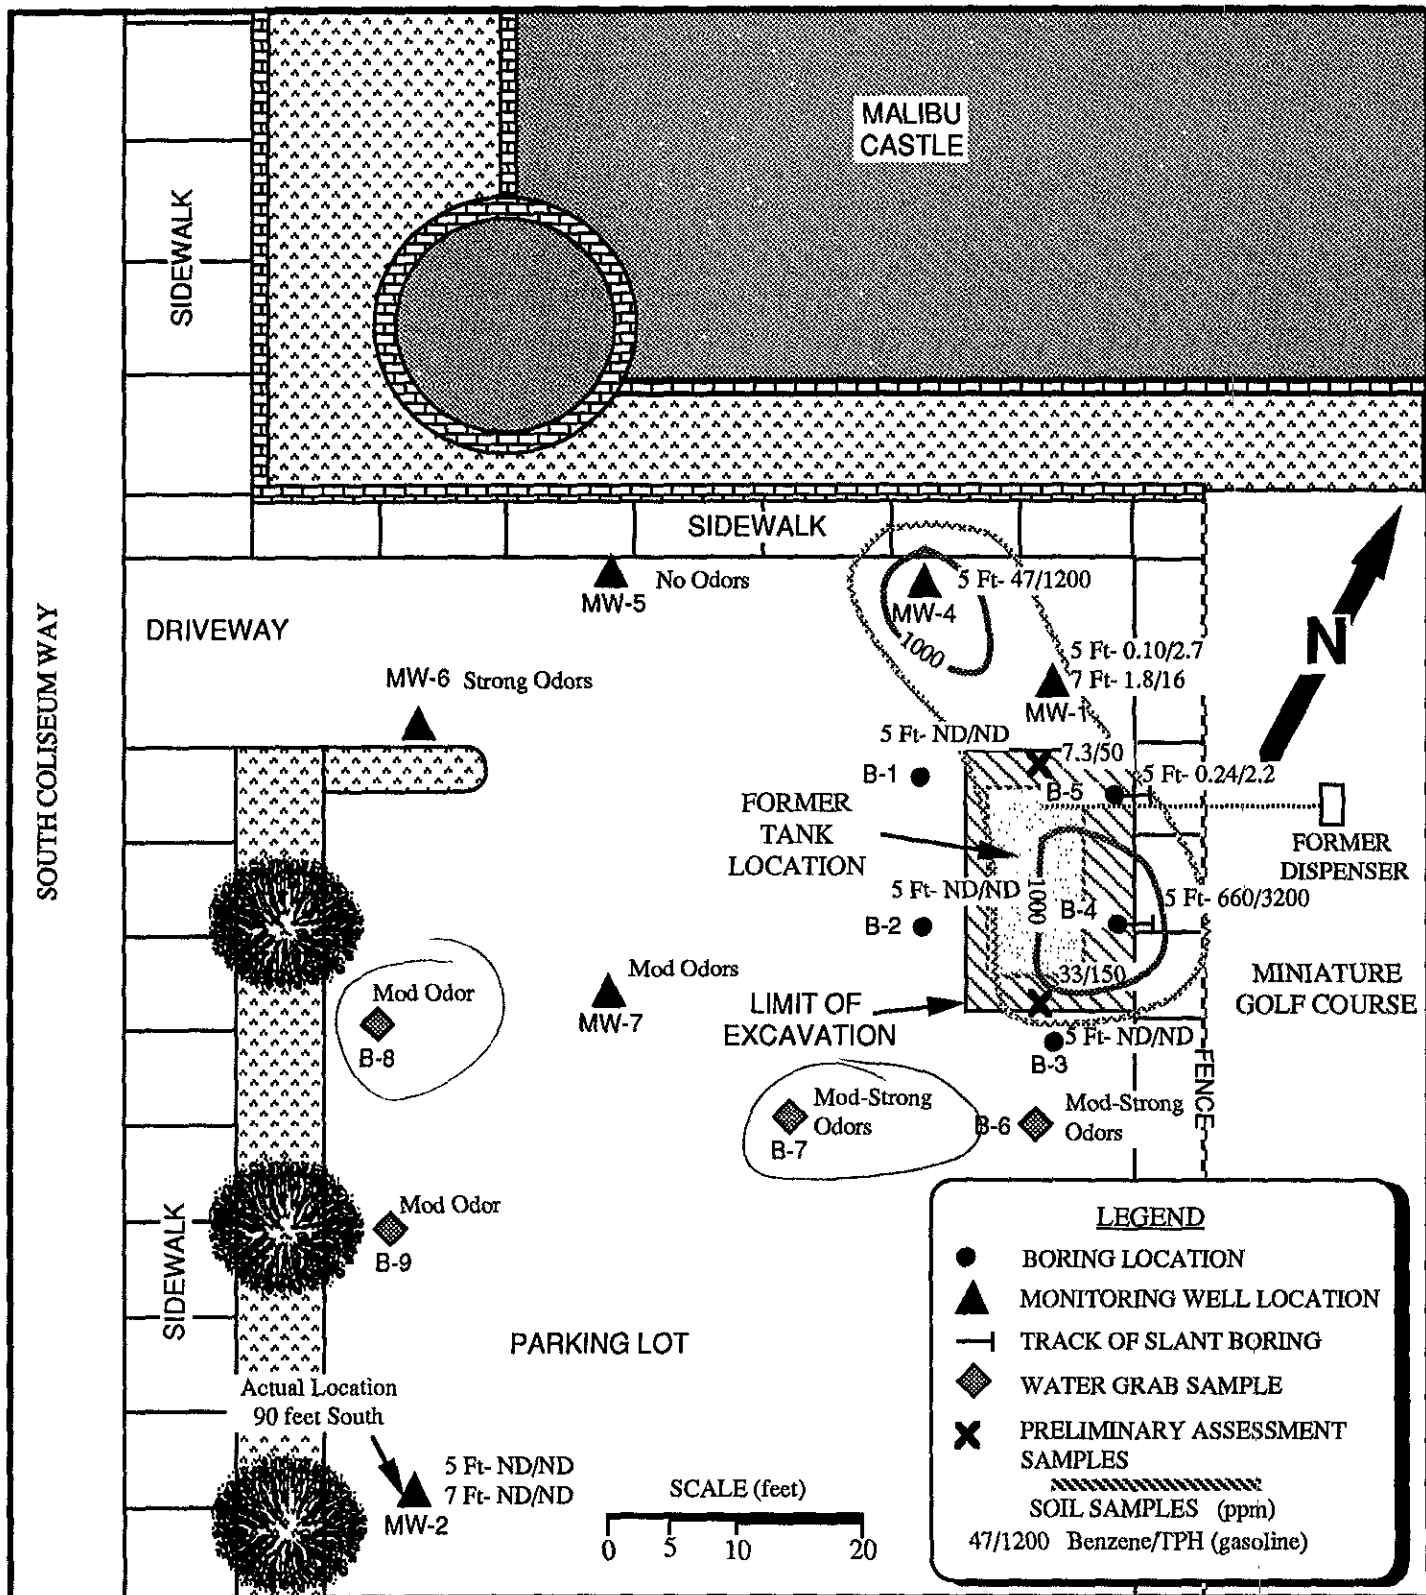 MALIBU
CASTLE
SIDEWALK
SIDEWALK
5 Ft- 47/1200
MW-5
No Odors
MW-4
1000
DRIVEWAY
SOUTH COLISEUM WAY
N
5 Ft- 0.10/2.7
7 Ft- 1.8/16
MW-1
MW-6 Strong Odors
5 Ft- ND/ND
7.3/50
B-1
B-5
5 Ft- 0.24/2.2
FORMER
TANK
LOCATION
FORMER
DISPENSER
5 Ft- ND/ND
1000
B-4
5 Ft- 660/3200
B-2
33/150
Mod Odors
MW-7
MINIATURE
GOLF COURSE
Mod Odor
B-8
LIMIT OF
EXCAVATION
5 Ft- ND/ND
B-3
FENCE
Mod-Strong
Odors
B-7
B-6
Mod-Strong
Odors
Mod Odor
B-9
SIDEWALK
PARKING LOT
Actual Location
90 feet South
5 Ft- ND/ND
7 Ft- ND/ND
MW-2
SCALE (feet)
0 5 10 20
LEGEND
BORING LOCATION
MONITORING WELL LOCATION
TRACK OF SLANT BORING
WATER GRAB SAMPLE
PRELIMINARY ASSESSMENT
SAMPLES
SOIL SAMPLES (ppm)
47/1200 Benzene/TPH (gasoline)